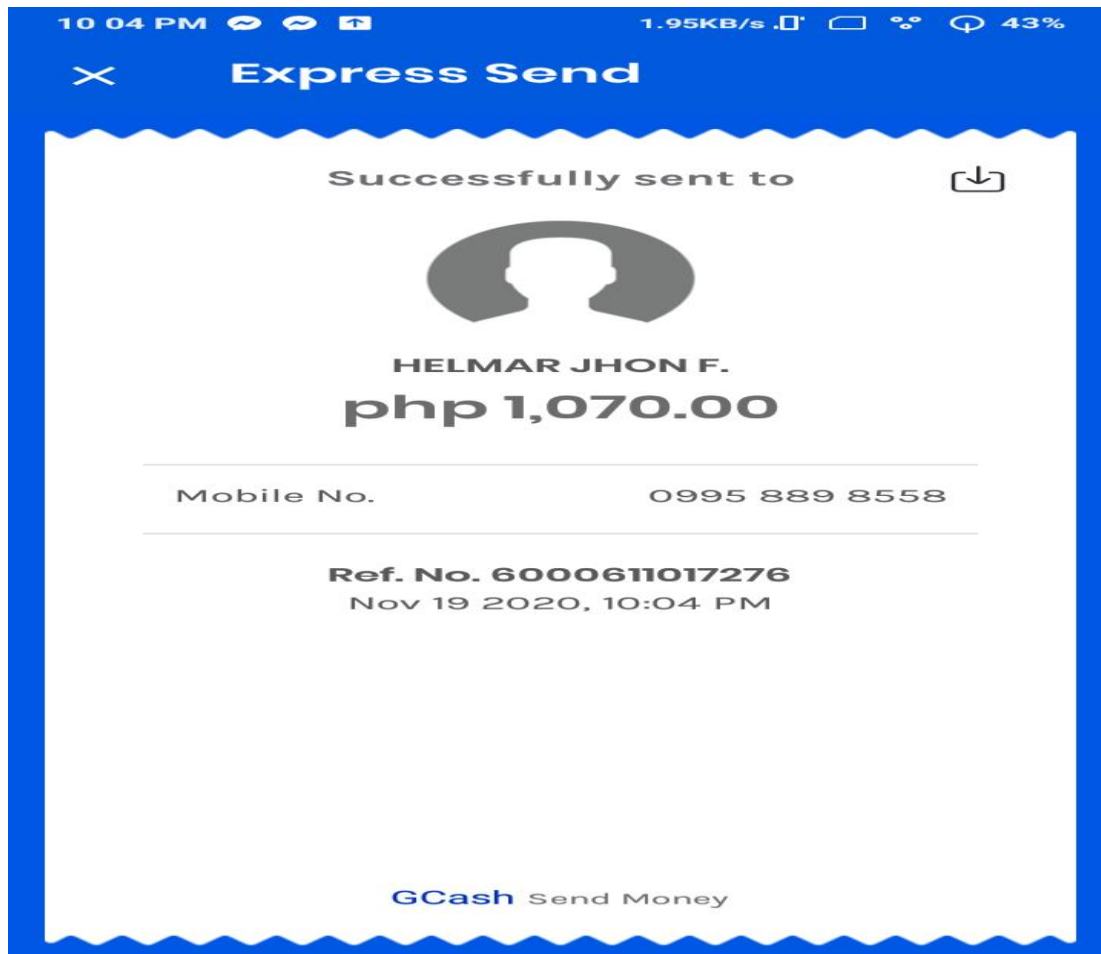 10 04 PM 1.95KB/s 43%
Express Send
Successfully sent to
HELMAR JHON F.
php 1,070.00
Mobile No. 0995 889 8558
Ref. No. 6000611017276
Nov 19 2020, 10:04 PM
GCash Send Money